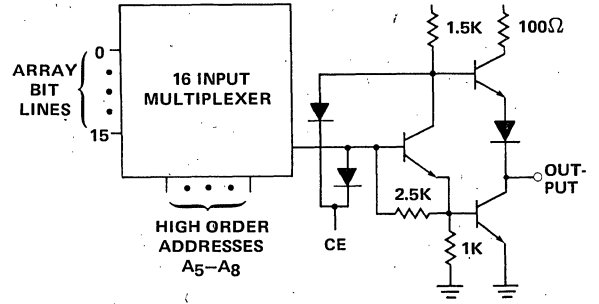 1.5K
100Ω
0
ARRAY
BIT
LINES
15
16 INPUT
MULTIPLEXER
OUT-
PUT
2.5K
HIGH ORDER
ADDRESSES
A5–A8
CE
1K